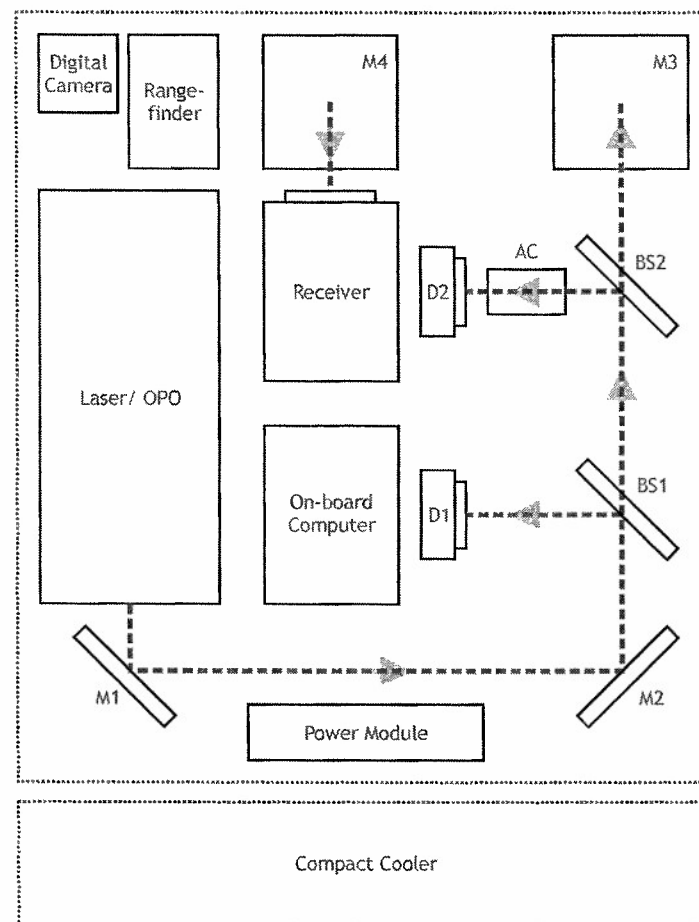 Digital
Camera
Range-
finder
M4
M3
Receiver
D2
AC
BS2
Laser/ OPO
On-board
Computer
D1
BS1
M1
M2
Power Module
Compact Cooler